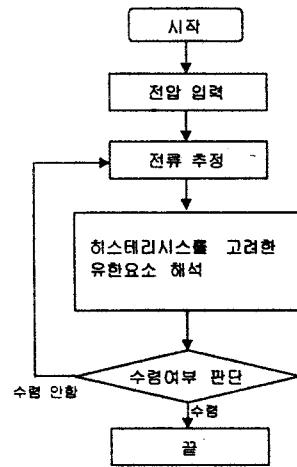 시작
전압 입력
전류 추정
히스테리시스를 고려한
유한요소 해석
수렴여부 판단
수렴 안함
수렴
끝